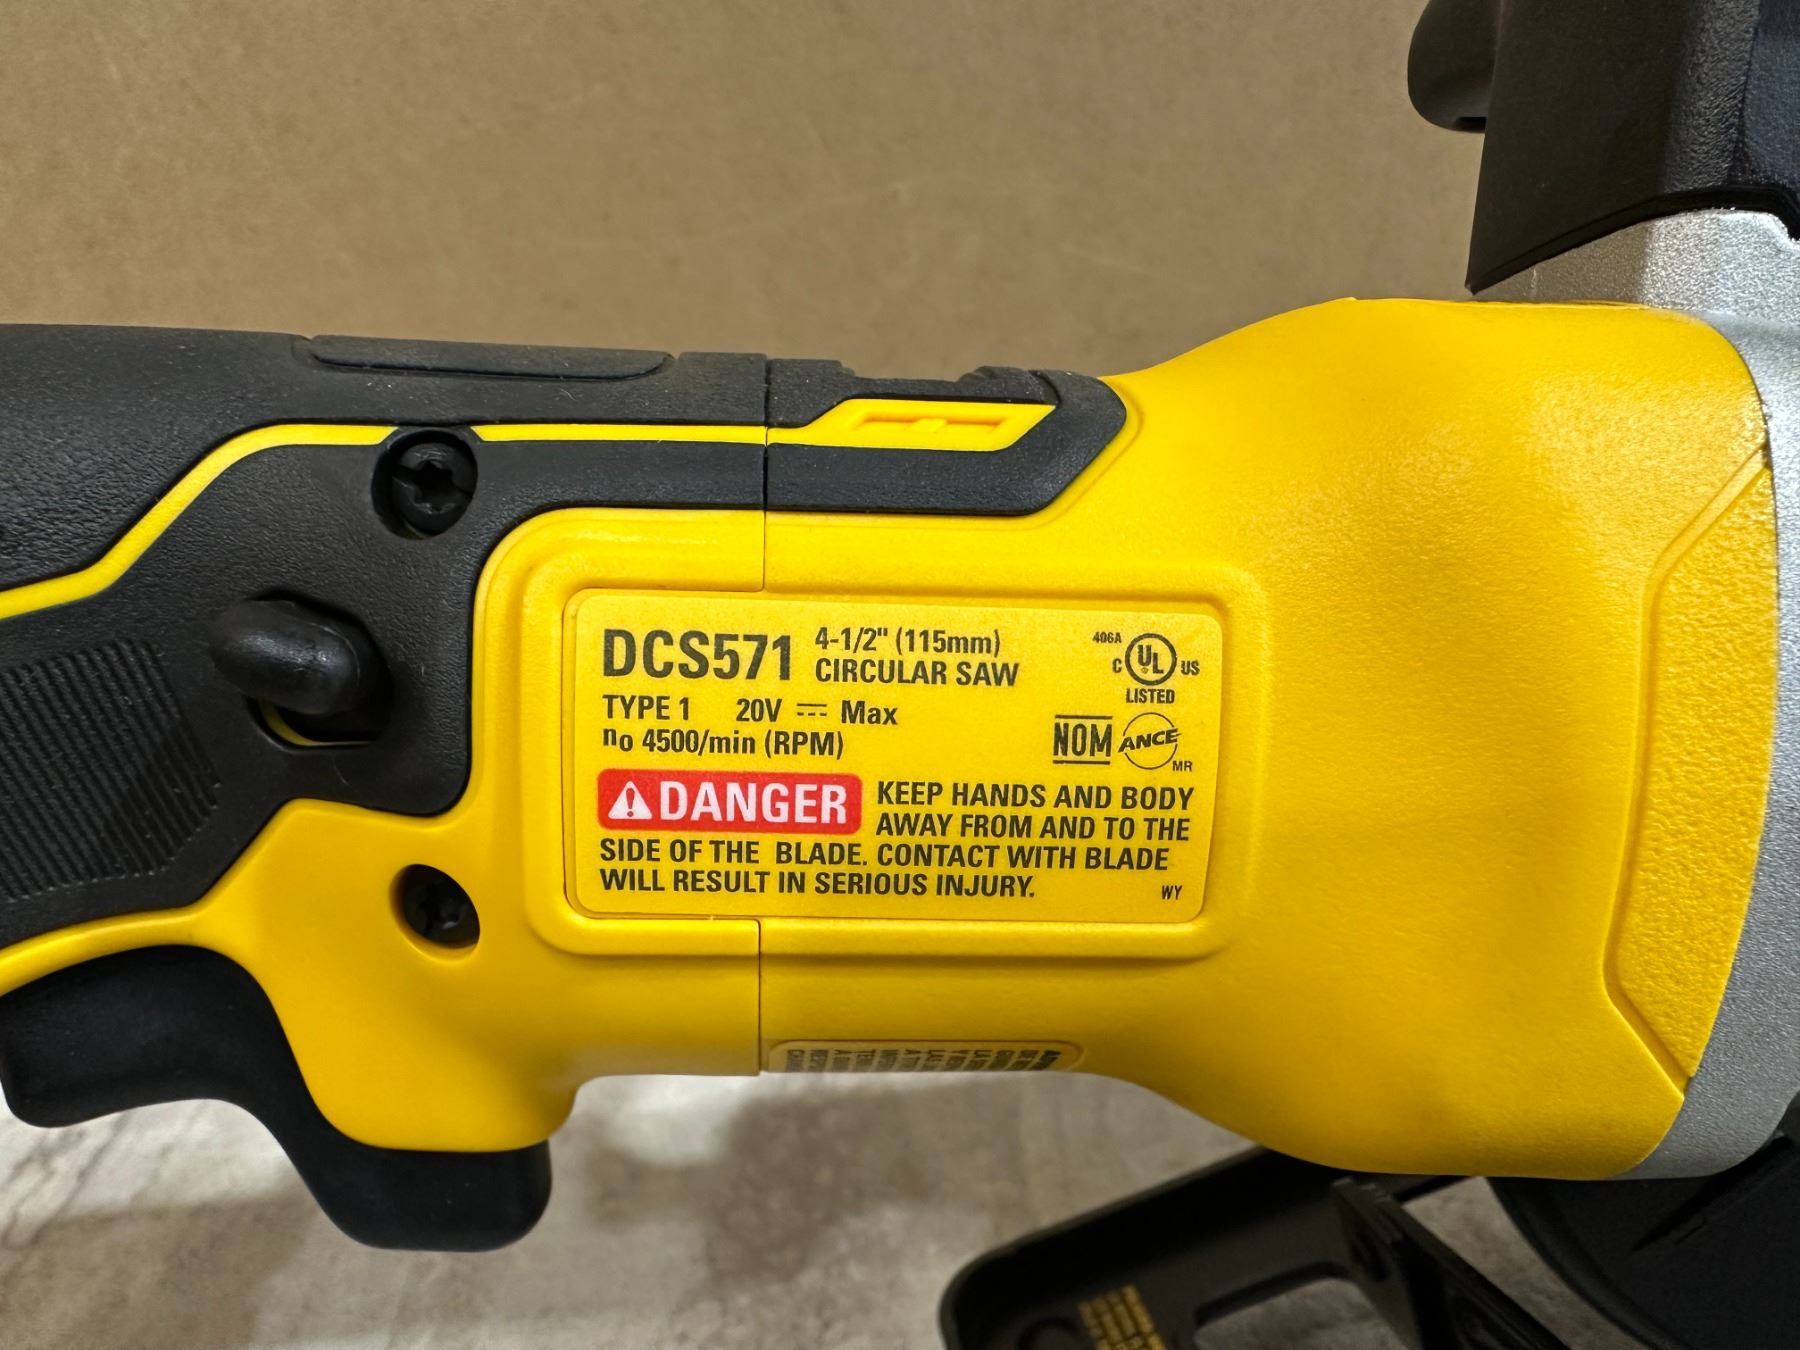 DCS571 4-1/2" (115mm)
CIRCULAR SAW
TYPE 1 20V ⎓ Max
no 4500/min (RPM)
406A
C UL US
LISTED
NOM ANCE
MR
DANGER KEEP HANDS AND BODY
AWAY FROM AND TO THE
SIDE OF THE BLADE. CONTACT WITH BLADE
WILL RESULT IN SERIOUS INJURY.
WY